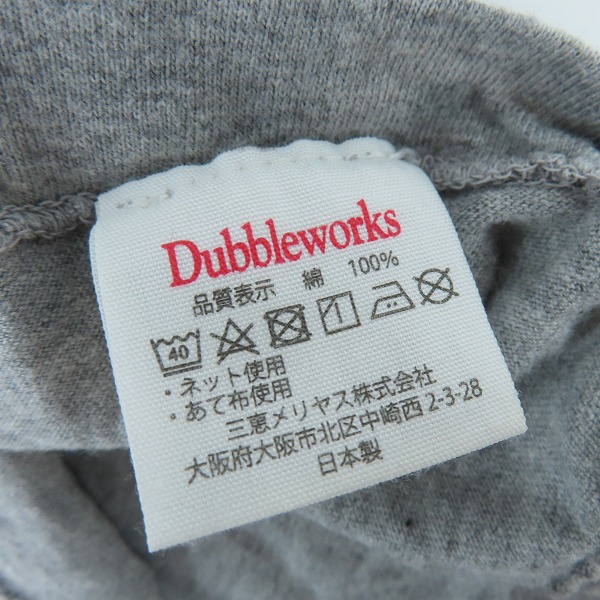 Dubbleworks
品質表示 綿 100%
40
・ネット使用
・あて布使用
三恵メリヤス株式会社
大阪府大阪市北区中崎西2-3-28
日本製